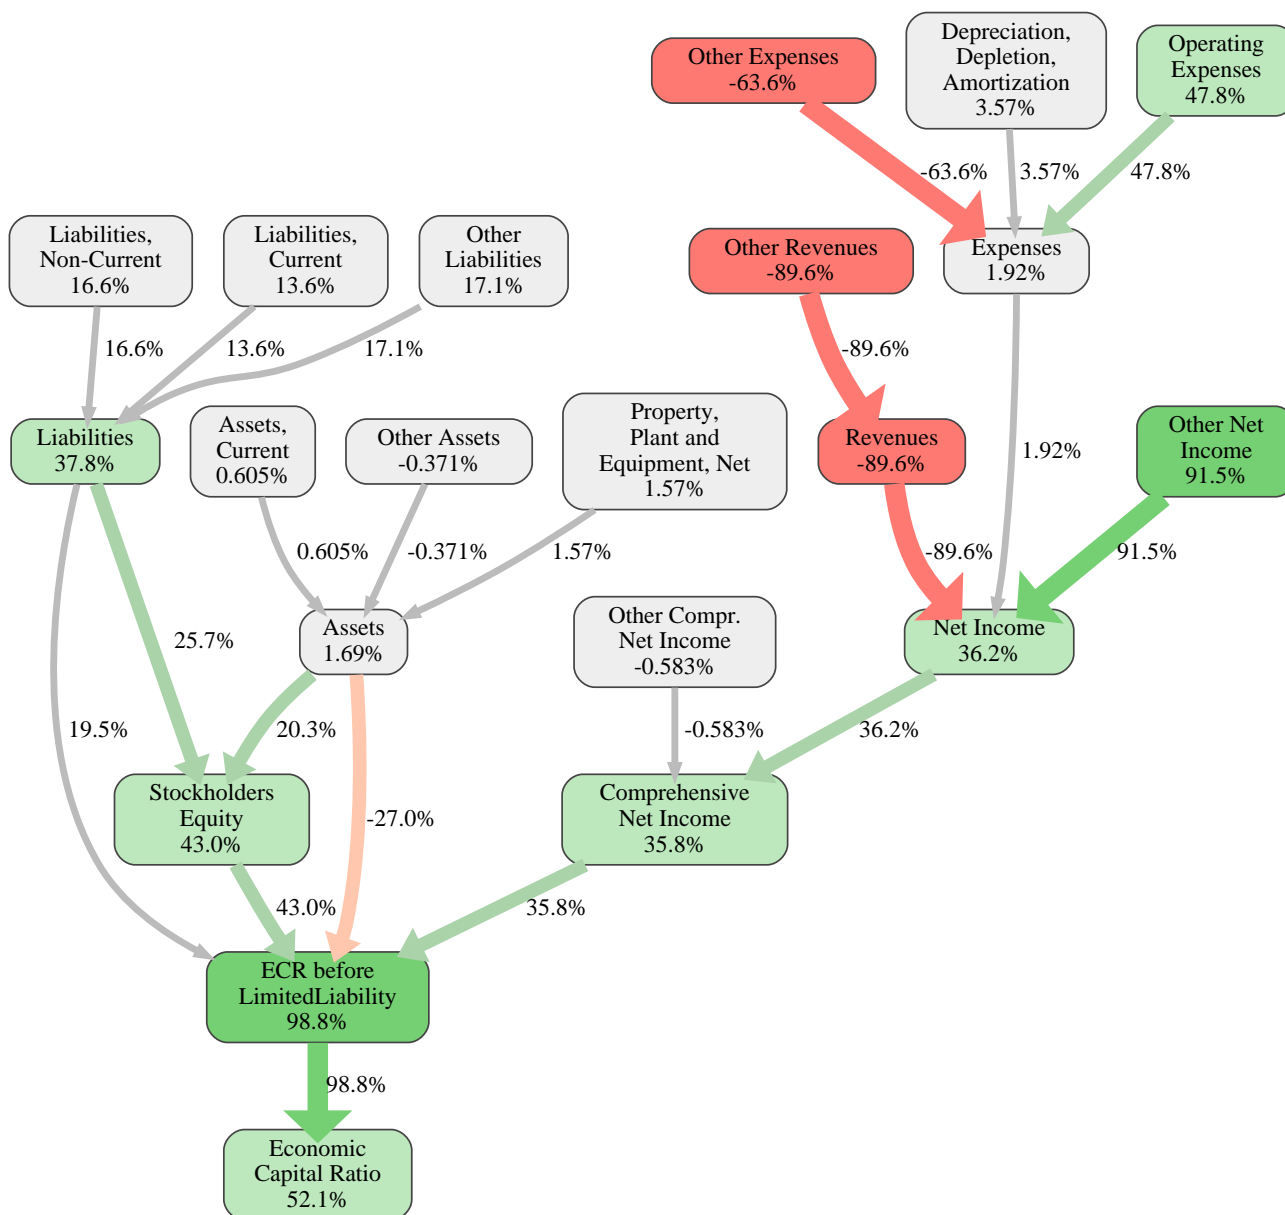 Other Expenses
-63.6%
Depreciation,
Depletion,
Amortization
3.57%
Operating
Expenses
47.8%
-63.6%
3.57%
47.8%
Liabilities,
Non-Current
16.6%
Liabilities,
Current
13.6%
Other
Liabilities
17.1%
Other Revenues
-89.6%
Expenses
1.92%
16.6%
13.6%
17.1%
-89.6%
Liabilities
37.8%
Assets,
Current
0.605%
Other Assets
-0.371%
Property,
Plant and
Equipment, Net
1.57%
Revenues
-89.6%
1.92%
Other Net
Income
91.5%
0.605%
-0.371%
1.57%
-89.6%
91.5%
25.7%
Assets
1.69%
Other Compr.
Net Income
-0.583%
Net Income
36.2%
19.5%
20.3%
-0.583%
36.2%
Stockholders
Equity
43.0%
-27.0%
Comprehensive
Net Income
35.8%
43.0%
35.8%
ECR before
LimitedLiability
98.8%
98.8%
Economic
Capital Ratio
52.1%